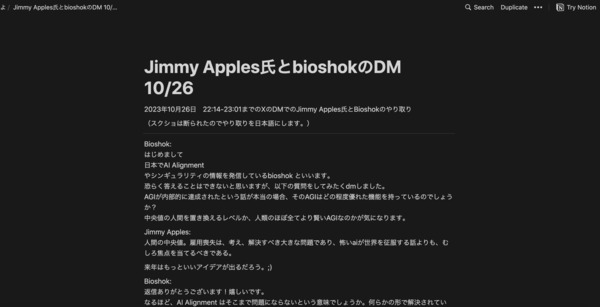 よ / Jimmy Apples氏とbioshokのDM 10/...
Search Duplicate ••• Try Notion
Jimmy Apples氏とbioshokのDM
10/26
2023年10月26日 22:14-23:01までのXのDMでのJimmy Apples氏とBioshokのやり取り
（スクショは断られたのでやり取りを日本語にします。）
Bioshok:
はじめまして
日本でAI Alignment
やシンギュラリティの情報を発信しているbioshok といいます。
恐らく答えることはできないと思いますが、以下の質問をしてみたくdmしました。
AGIが内部的に達成されたという話が本当の場合、そのAGIはどの程度優れた機能を持っているのでしょう
か？
中央値の人間を置き換えるレベルか、人類のほぼ全てより賢いAGIなのかが気になります。
Jimmy Apples:
人間の中央値。雇用喪失は、考え、解決すべき大きな問題であり、怖いaiが世界を征服する話よりも、む
しろ焦点を当てるべきである。
来年はもっといいアイデアが出るだろう。;)
Bioshok:
返信ありがとうございます！嬉しいです。
なるほど、AI Alignment はそこまで問題にならないという意味でしょうか。何らかの形で解決されてい